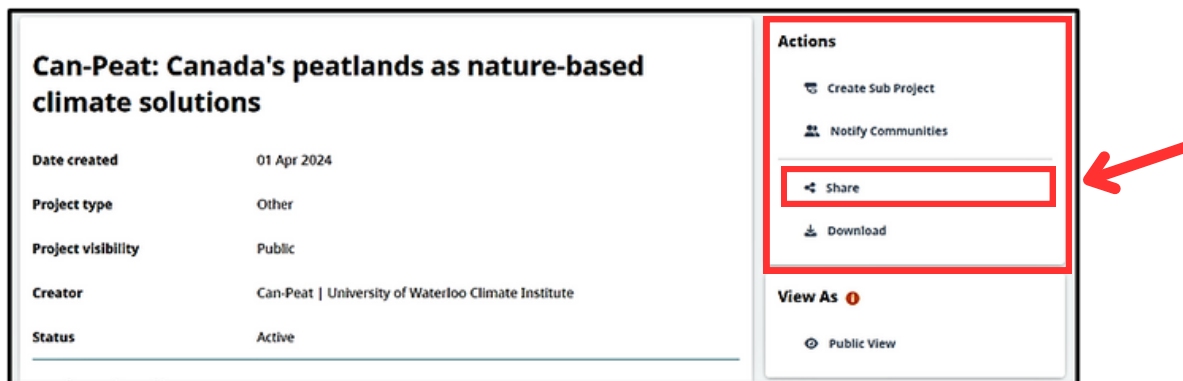 Can-Peat: Canada's peatlands as nature-based
climate solutions
Date created 01 Apr 2024
Project type Other
Project visibility Public
Creator Can-Peat | University of Waterloo Climate Institute
Status Active
Actions
Create Sub Project
Notify Communities
Share
Download
View As
Public View